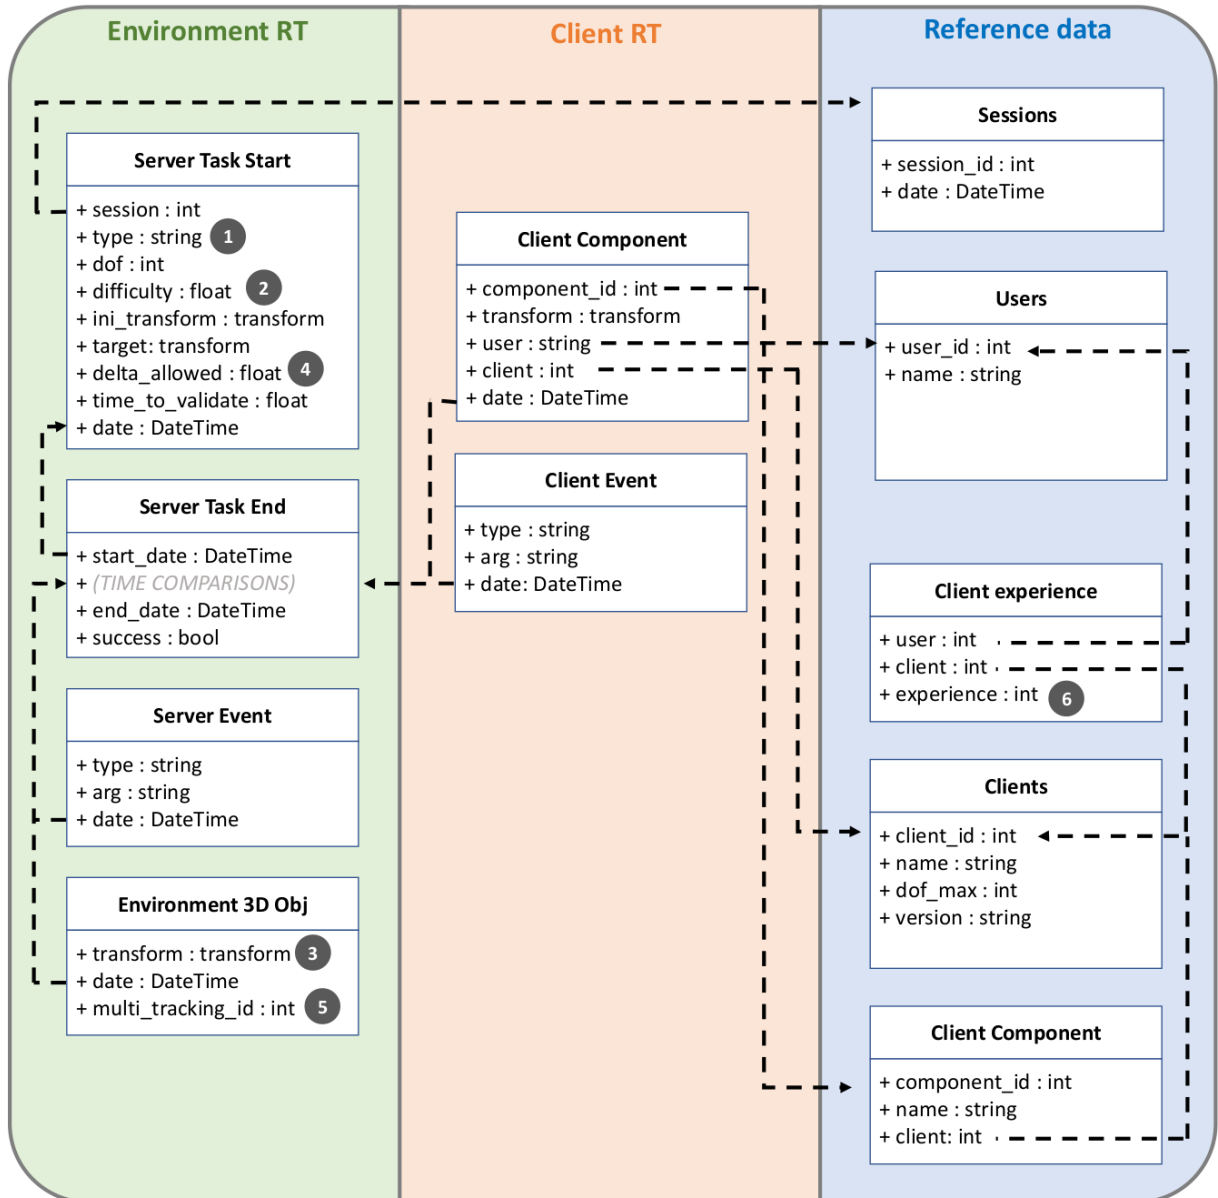 Environment RT
Server Task Start
+ session : int
+ type : string 1
+ dof : int
+ difficulty : float 2
+ ini_transform : transform
+ target: transform
+ delta_allowed : float 4
+ time_to_validate : float
+ date : DateTime
Server Task End
+ start_date : DateTime
+ (TIME COMPARISONS)
+ end_date : DateTime
+ success : bool
Server Event
+ type : string
+ arg : string
+ date : DateTime
Environment 3D Obj
+ transform : transform 3
+ date : DateTime
+ multi_tracking_id : int 5
Client RT
Client Component
+ component_id : int
+ transform : transform
+ user : string
+ client : int
+ date : DateTime
Client Event
+ type : string
+ arg : string
+ date: DateTime
Reference data
Sessions
+ session_id : int
+ date : DateTime
Users
+ user_id : int
+ name : string
Client experience
+ user : int
+ client : int
+ experience : int 6
Clients
+ client_id : int
+ name : string
+ dof_max : int
+ version : string
Client Component
+ component_id : int
+ name : string
+ client: int